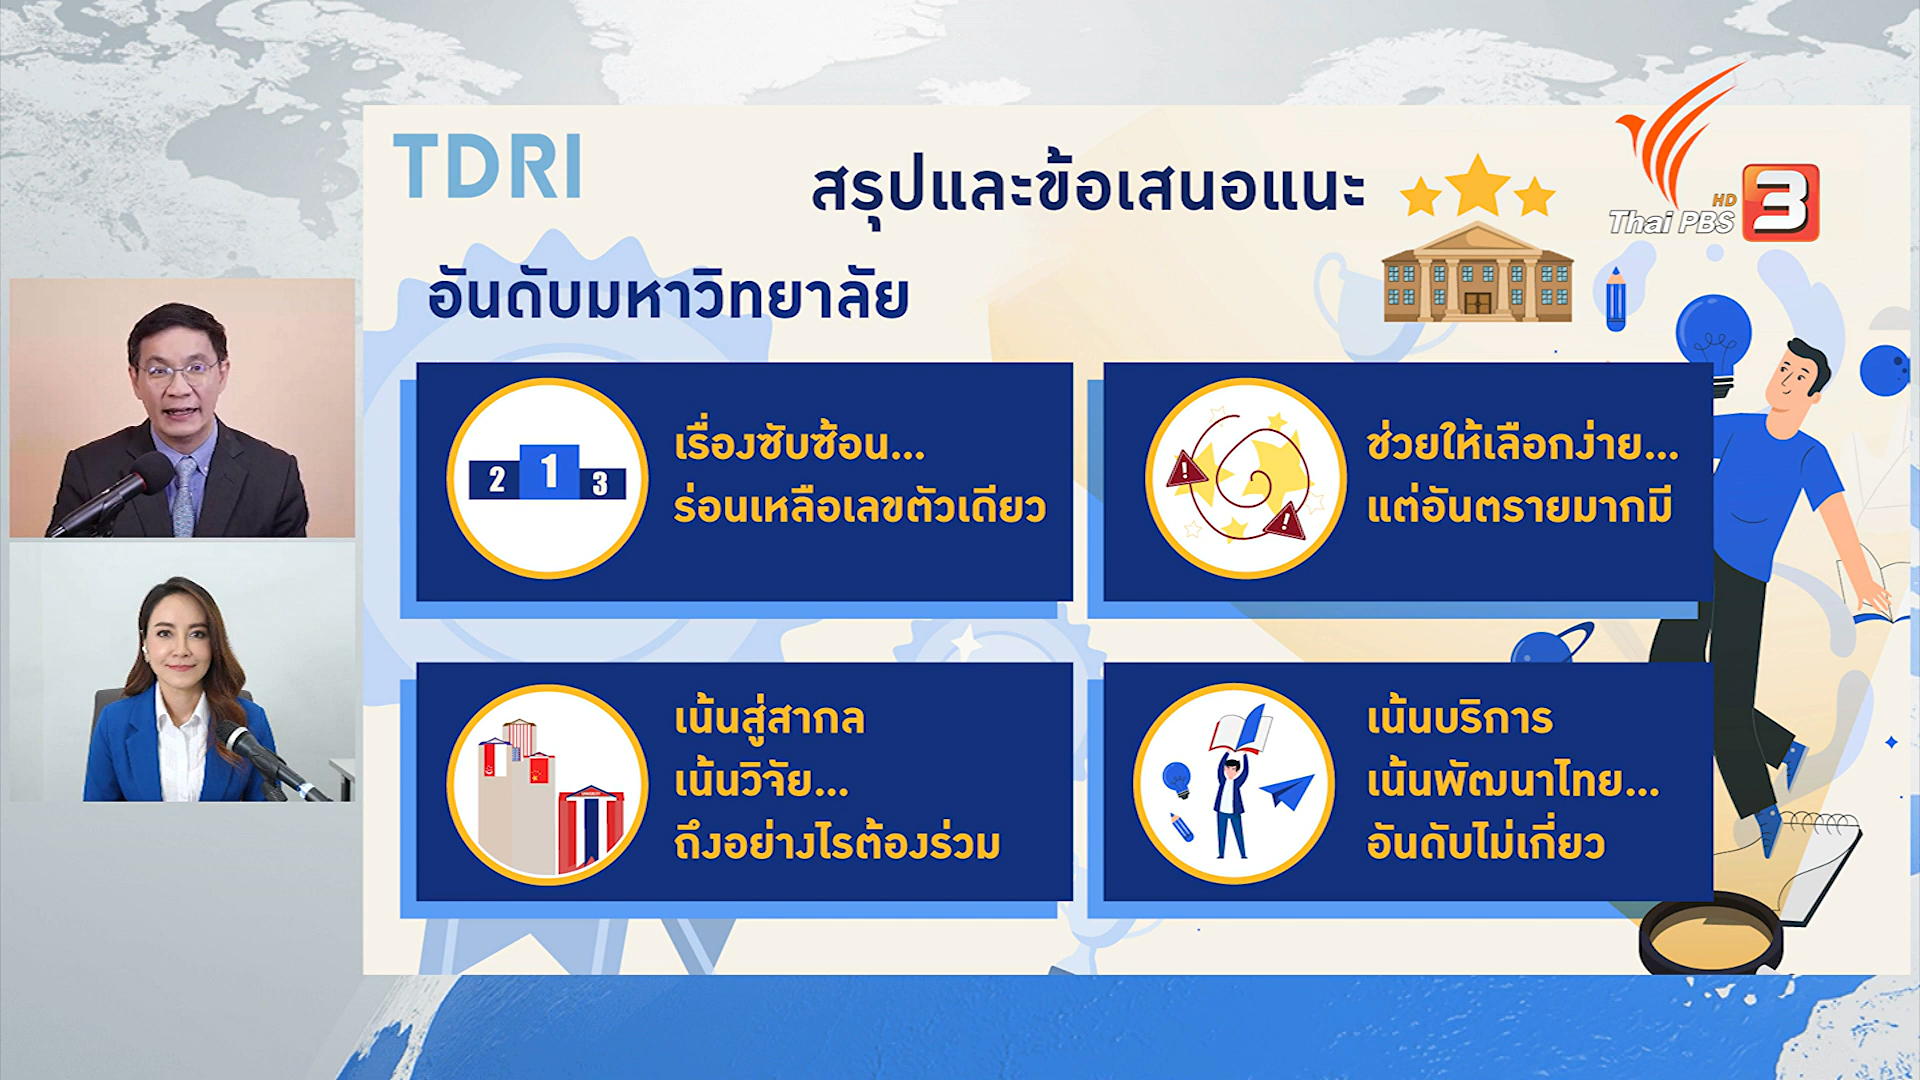 TDRI
สรุปและข้อเสนอแนะ
HD
Thai PBS 3
อันดับมหาวิทยาลัย
2 1 3
เรื่องซับซ้อน...
ร่อนเหลือเลขตัวเดียว
ช่วยให้เลือกง่าย...
แต่อันตรายมากมี
เน้นสู่สากล
เน้นวิจัย...
ถึงอย่างไรต้องร่วม
เน้นบริการ
เน้นพัฒนาไทย...
อันดับไม่เกี่ยว